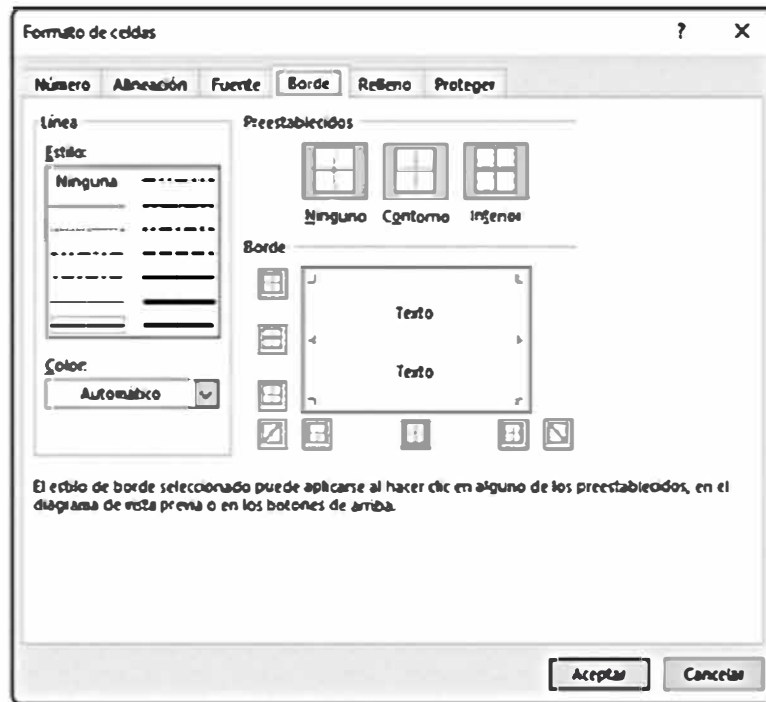 Formato de celdas ? X
Número Alineación Fuente Borde Relleno Proteger
Línea
Estilo:
Ninguna
Color:
Automático
Preestablecidos
Ninguno Contorno Interior
Borde
Texto
Texto
El estilo de borde seleccionado puede aplicarse al hacer clic en alguno de los preestablecidos, en el
diagrama de vista previa o en los botones de arriba.
Aceptar Cancelar